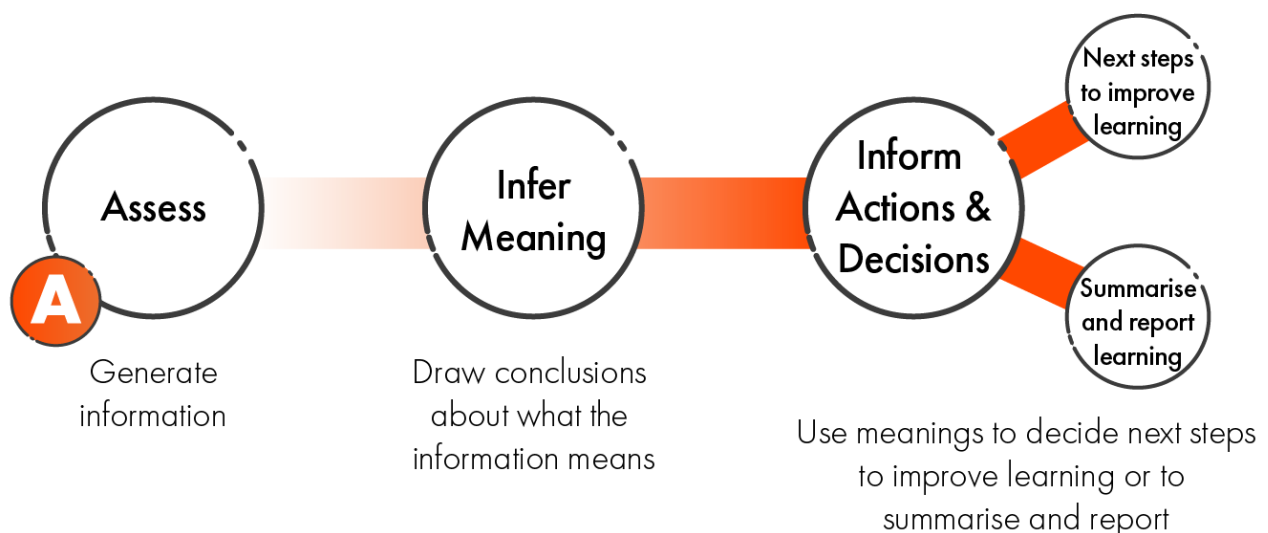 Assess
A
Generate
information
Infer
Meaning
Draw conclusions
about what the
information means
Inform
Actions &
Decisions
Next steps
to improve
learning
Summarise
and report
learning
Use meanings to decide next steps
to improve learning or to
summarise and report